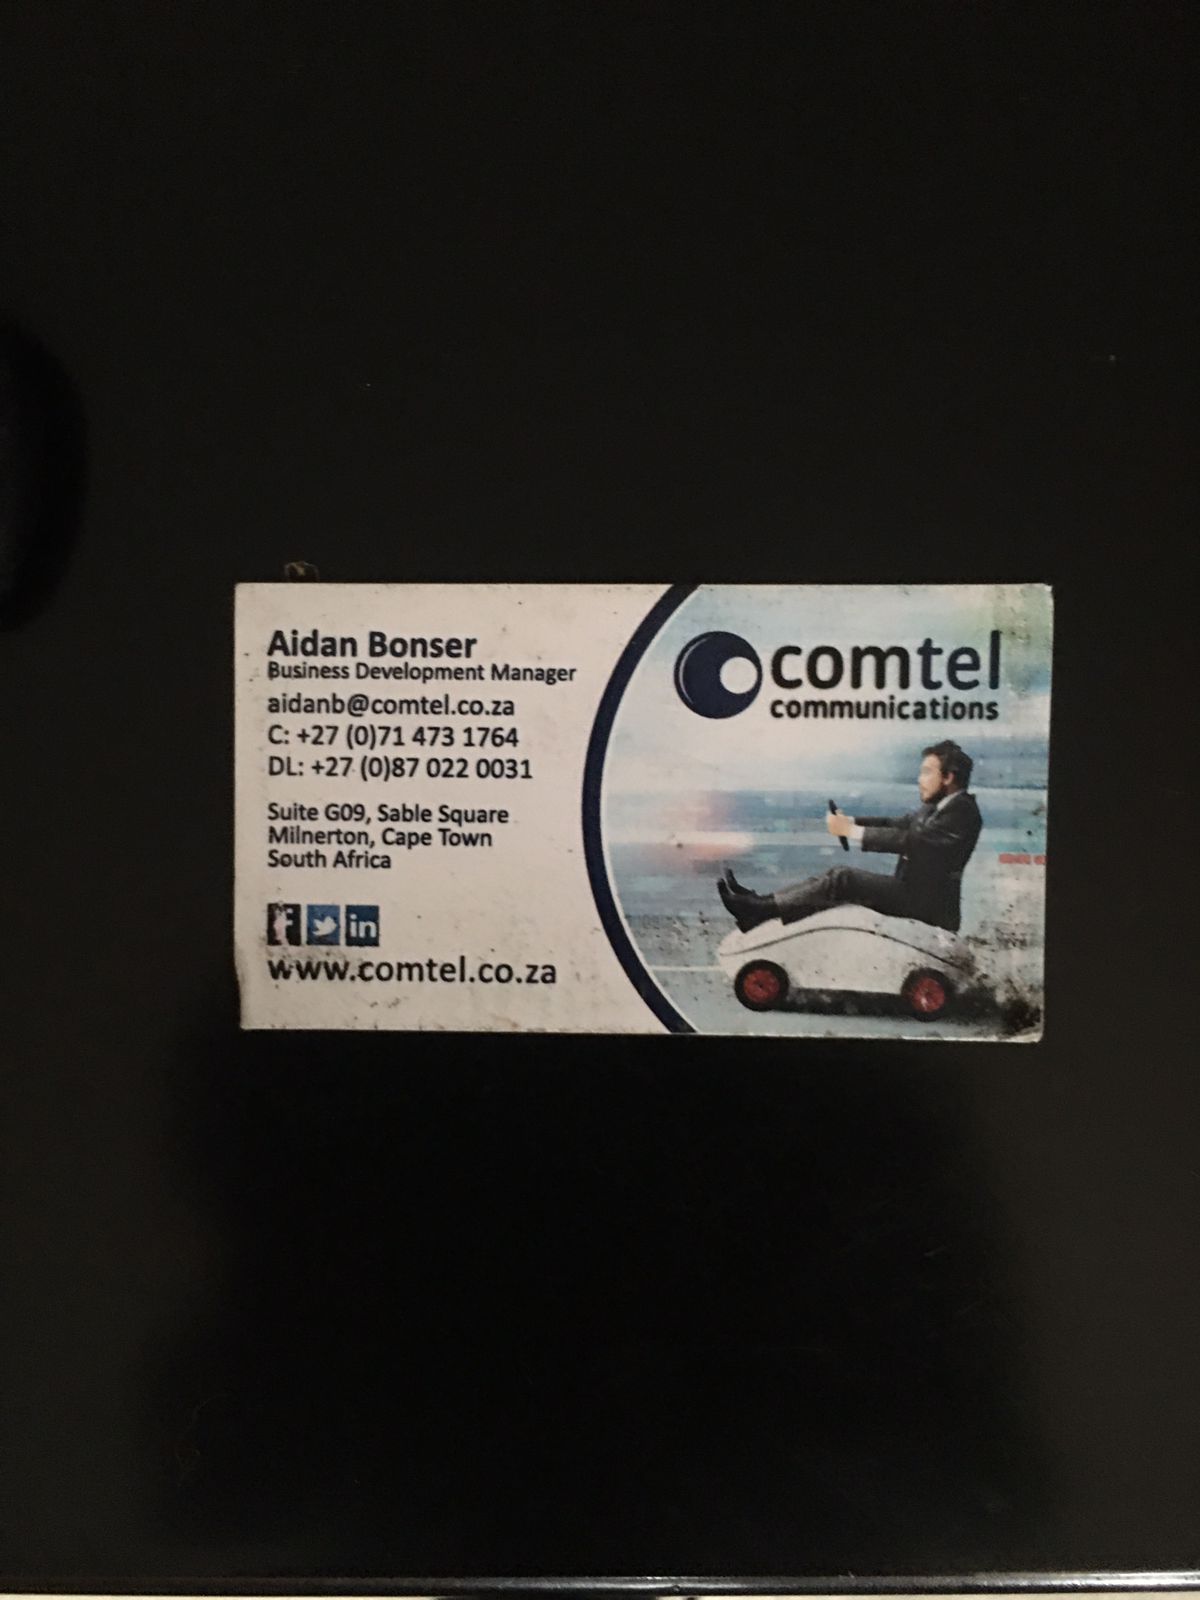 Aidan Bonser
Business Development Manager
aidanb@comtel.co.za
C: +27 (0)71 473 1764
DL: +27 (0)87 022 0031
Suite G09, Sable Square
Milnerton, Cape Town
South Africa
f in
www.comtel.co.za
comtel
communications